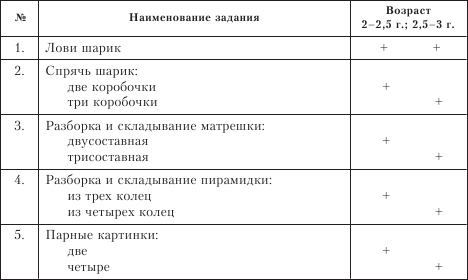 № Наименование задания Возраст
2–2,5 г.; 2,5–3 г.
1. Лови шарик + +
2. Спрячь шарик:
две коробочки +
три коробочки +
3. Разборка и складывание матрешки:
двусоставная +
трисоставная +
4. Разборка и складывание пирамидки:
из трех колец +
из четырех колец +
5. Парные картинки:
две +
четыре +